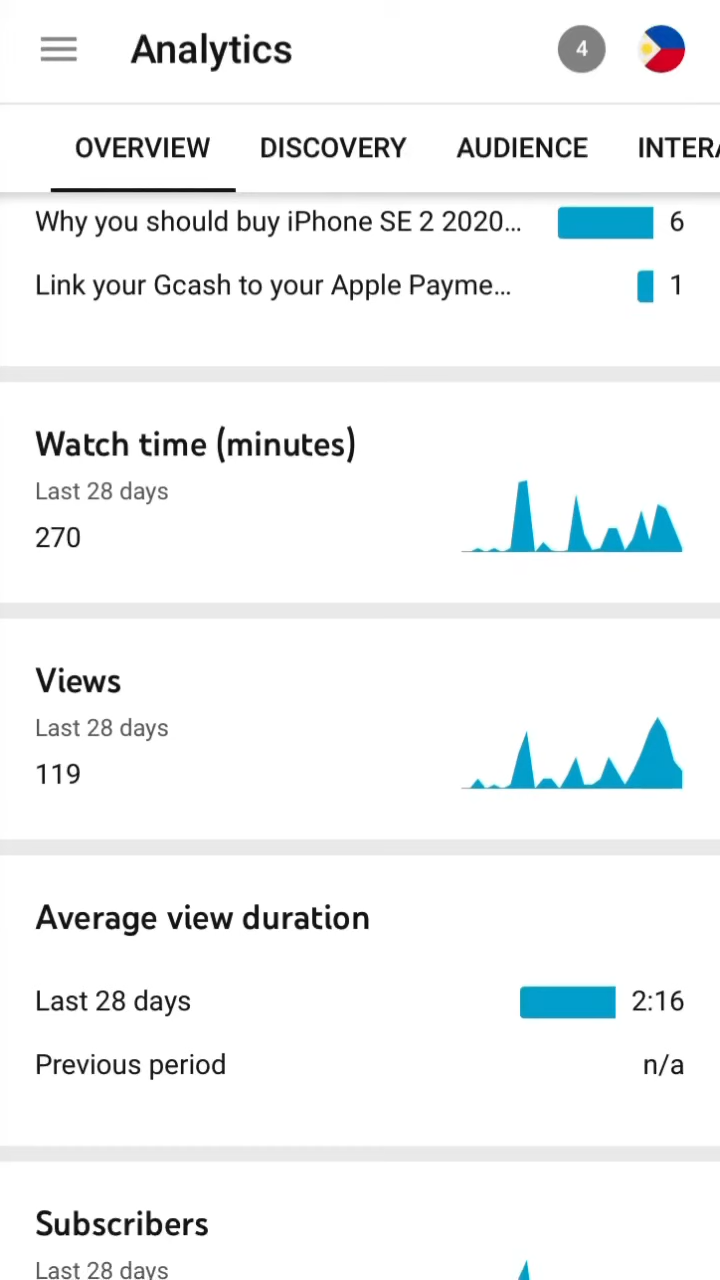 Analytics
4
OVERVIEW DISCOVERY AUDIENCE INTERA
Why you should buy iPhone SE 2 2020... 6
Link your Gcash to your Apple Payme... 1
Watch time (minutes)
Last 28 days
270
Views
Last 28 days
119
Average view duration
Last 28 days 2:16
Previous period n/a
Subscribers
Last 28 days